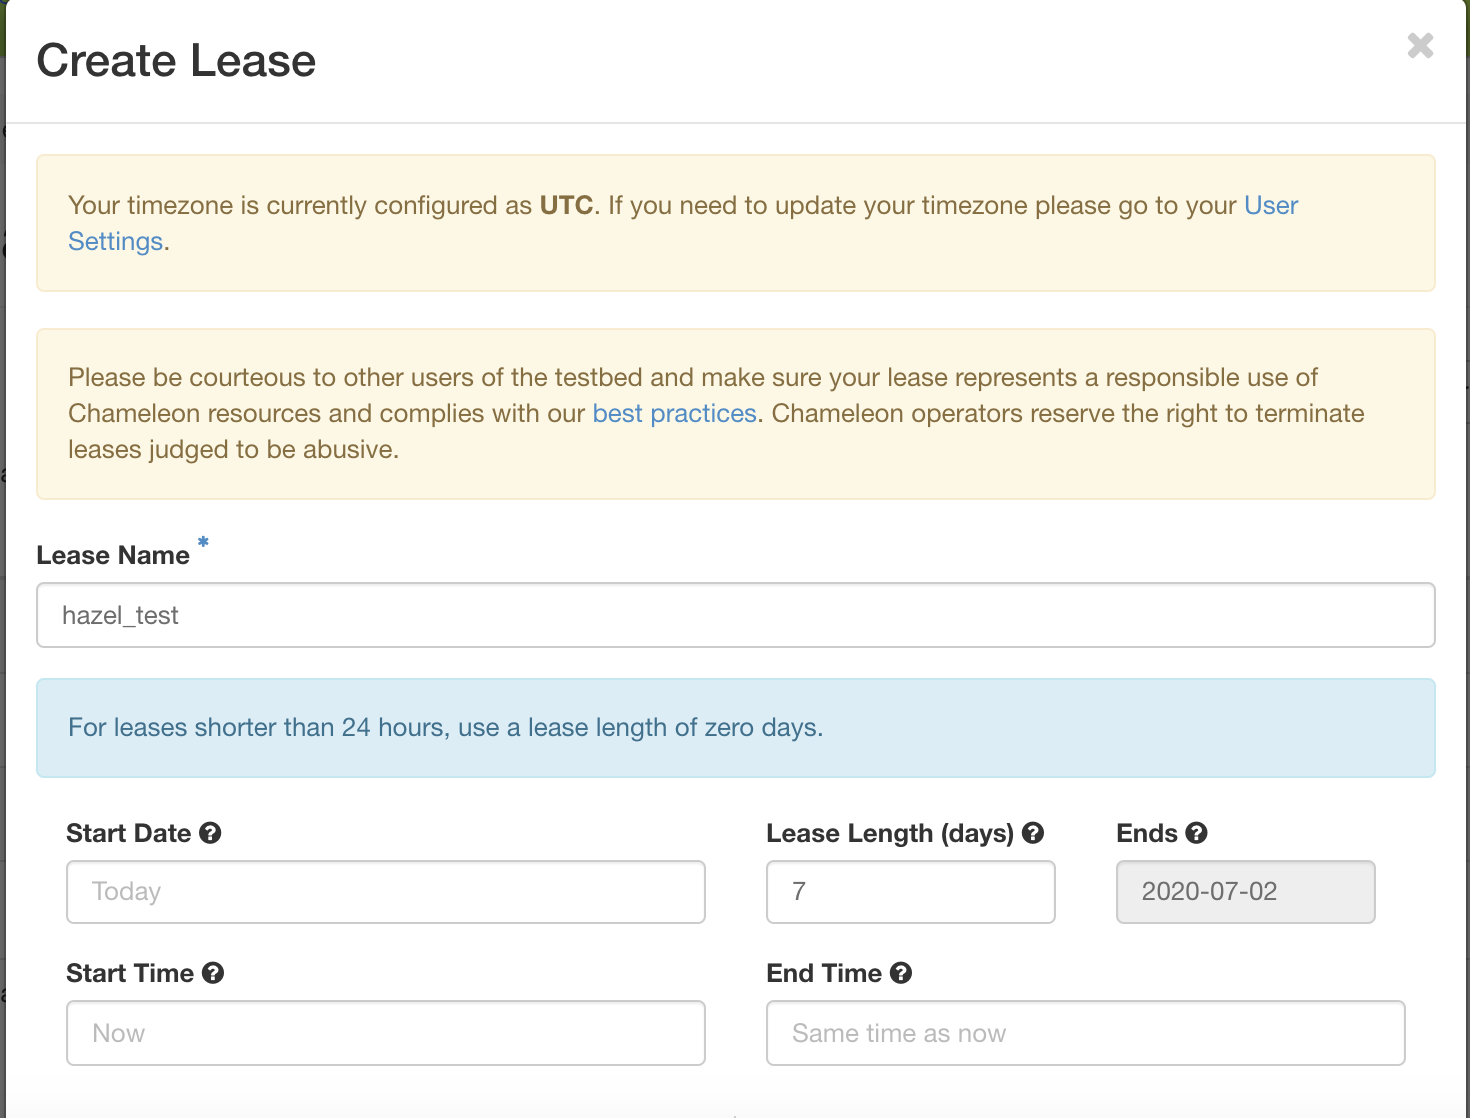 Create Lease
Your timezone is currently configured as UTC. If you need to update your timezone please go to your User
Settings.
Please be courteous to other users of the testbed and make sure your lease represents a responsible use of
Chameleon resources and complies with our best practices. Chameleon operators reserve the right to terminate
leases judged to be abusive.
Lease Name *
hazel_test
For leases shorter than 24 hours, use a lease length of zero days.
Start Date
Lease Length (days)
Ends
Today
7
2020-07-02
Start Time
End Time
Now
Same time as now